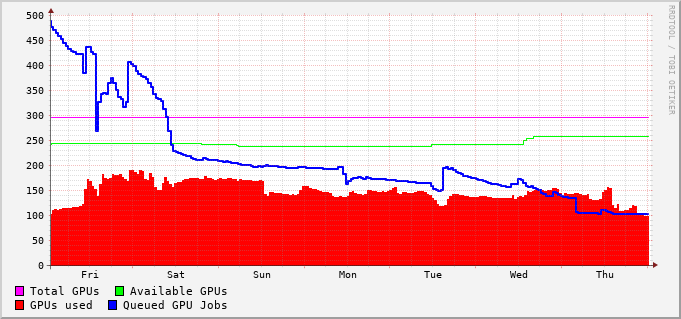 500
450
400
350
300
250
200
150
100
50
0
Fri Sat Sun Mon Tue Wed Thu
Total GPUs Available GPUs
GPUs used Queued GPU Jobs
RRDTOOL / TOBI OETIKER